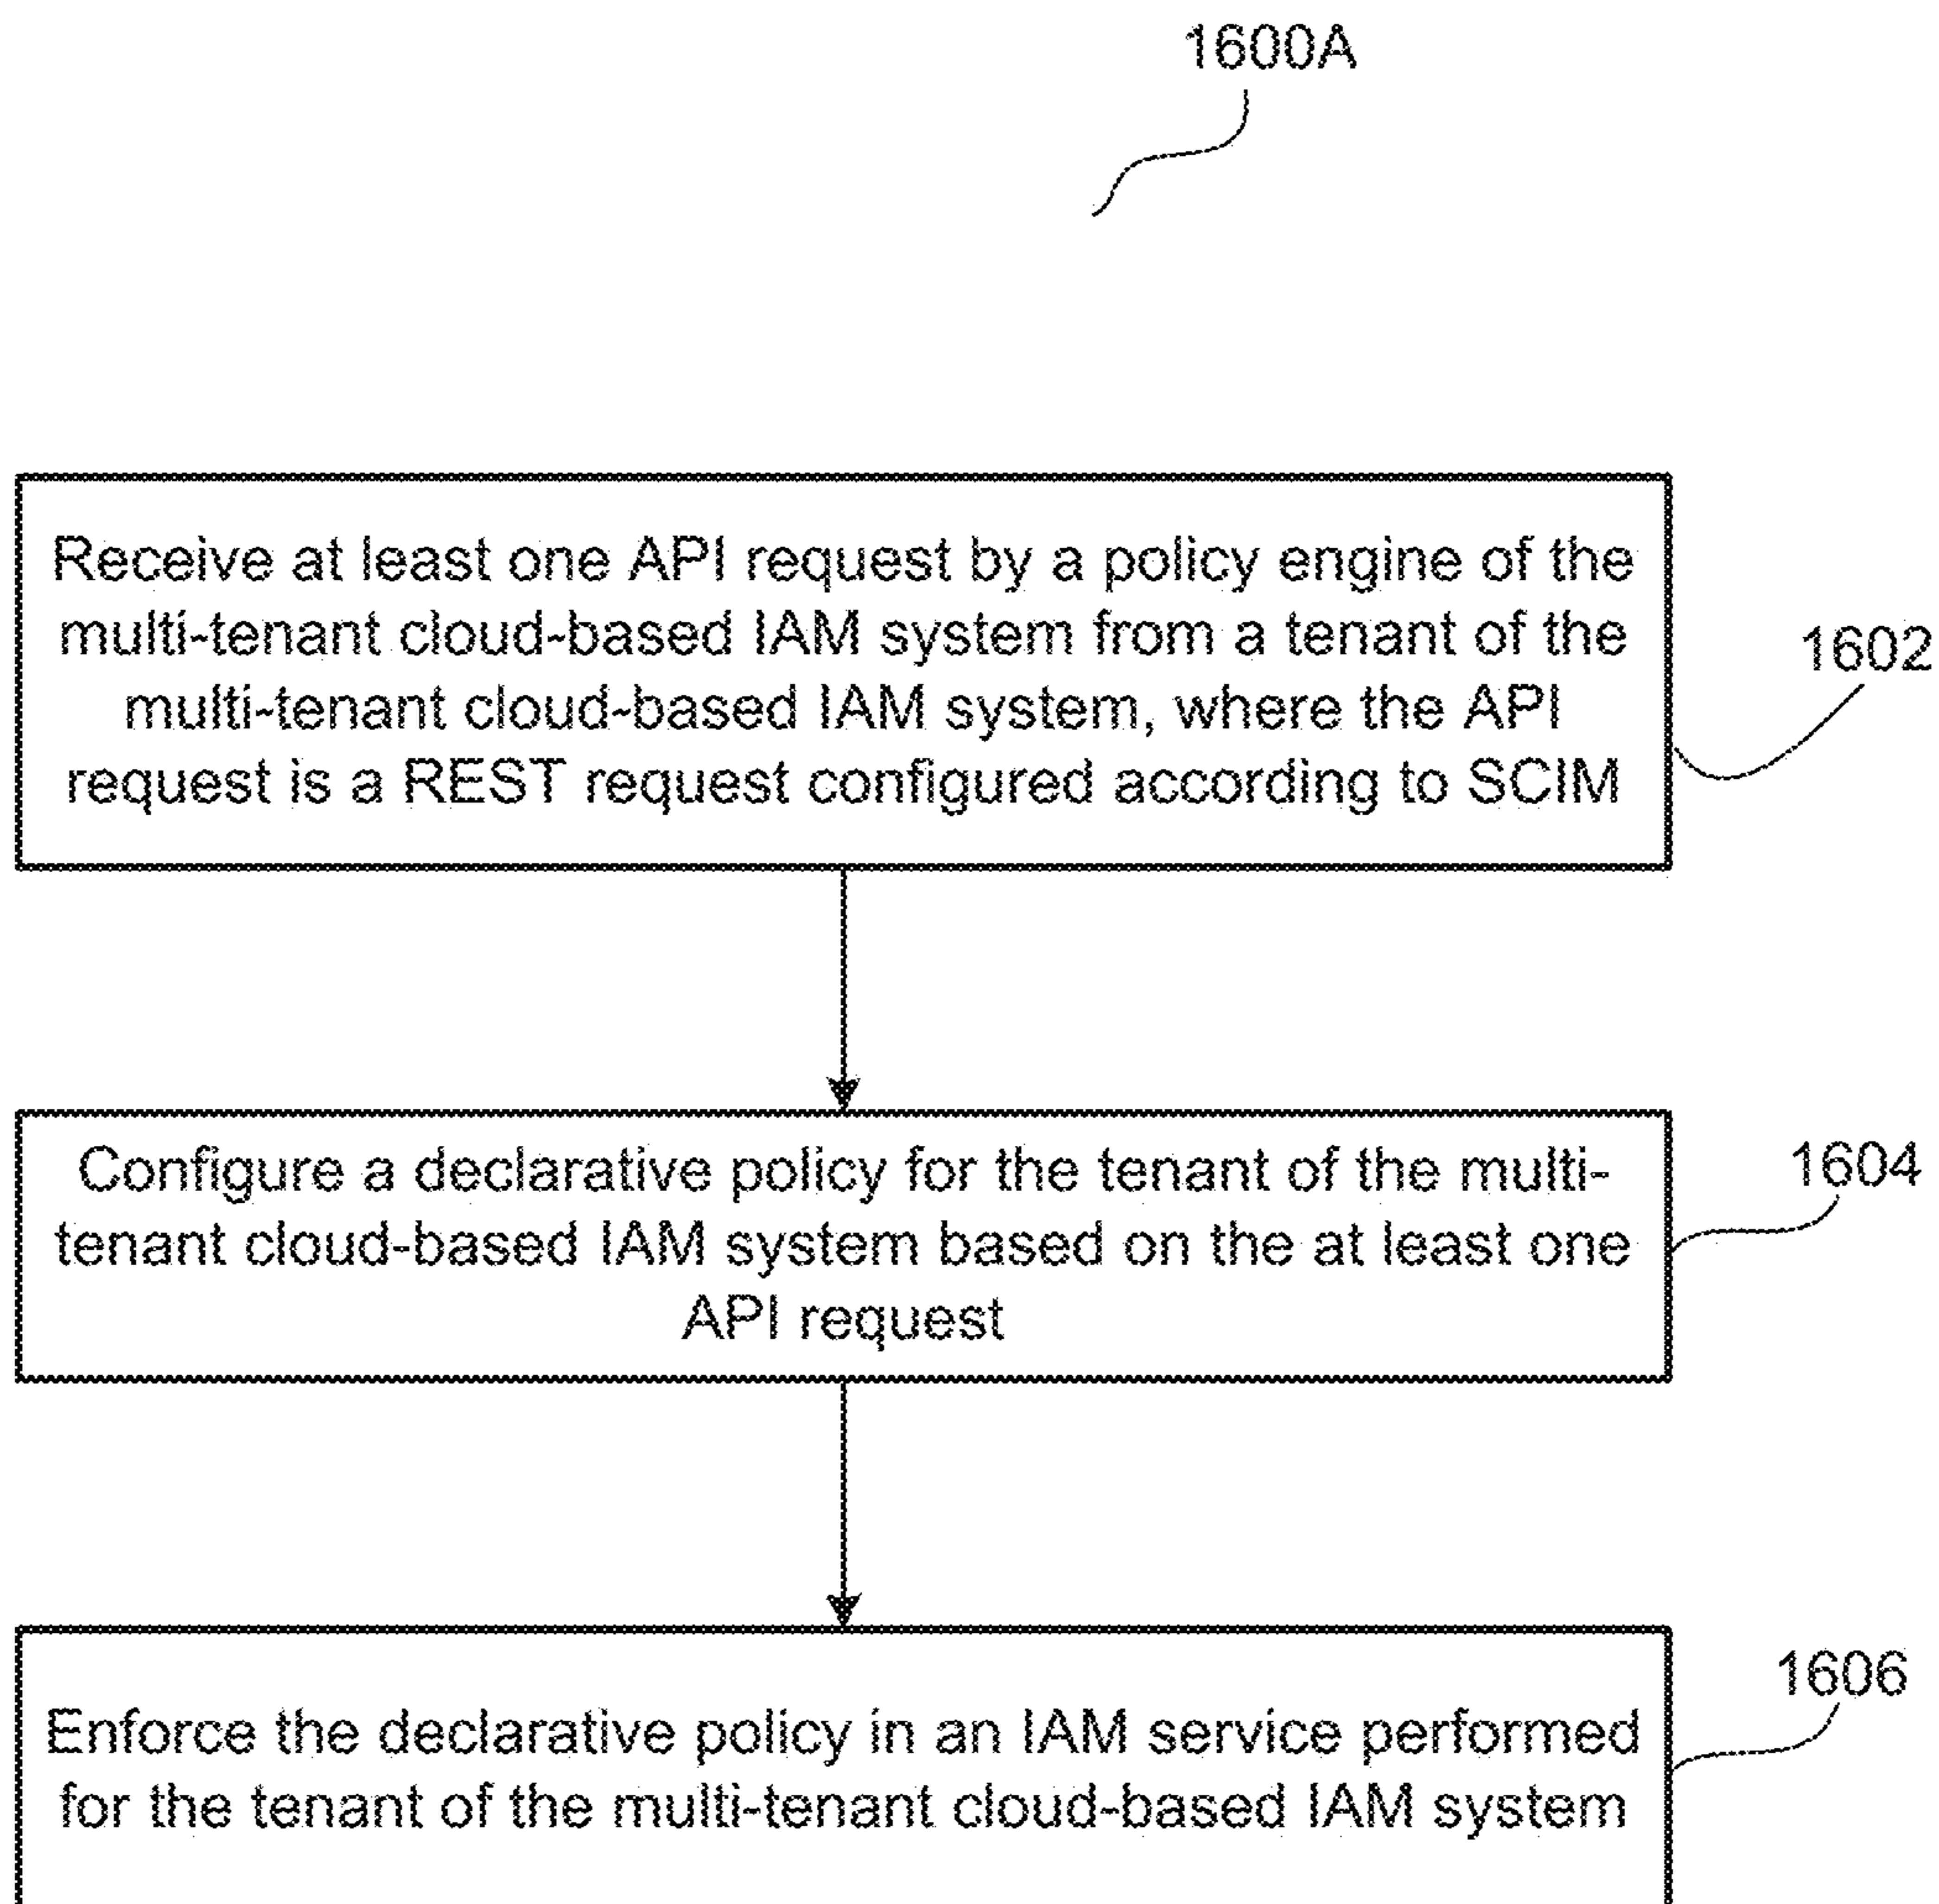 1600A
Receive at least one API request by a policy engine of the
multi-tenant cloud-based IAM system from a tenant of the
multi-tenant cloud-based IAM system, where the API
request is a REST request configured according to SCIM
1602
Configure a declarative policy for the tenant of the multi-
tenant cloud-based IAM system based on the at least one
API request
1604
Enforce the declarative policy in an IAM service performed
for the tenant of the multi-tenant cloud-based IAM system
1606